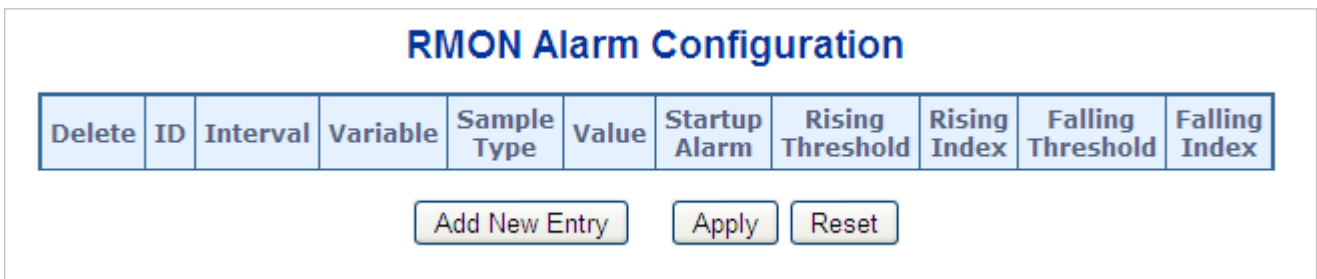 RMON Alarm Configuration
Delete ID Interval Variable Sample Type Value Startup Alarm Rising Threshold Rising Index Falling Threshold Falling Index
Add New Entry Apply Reset